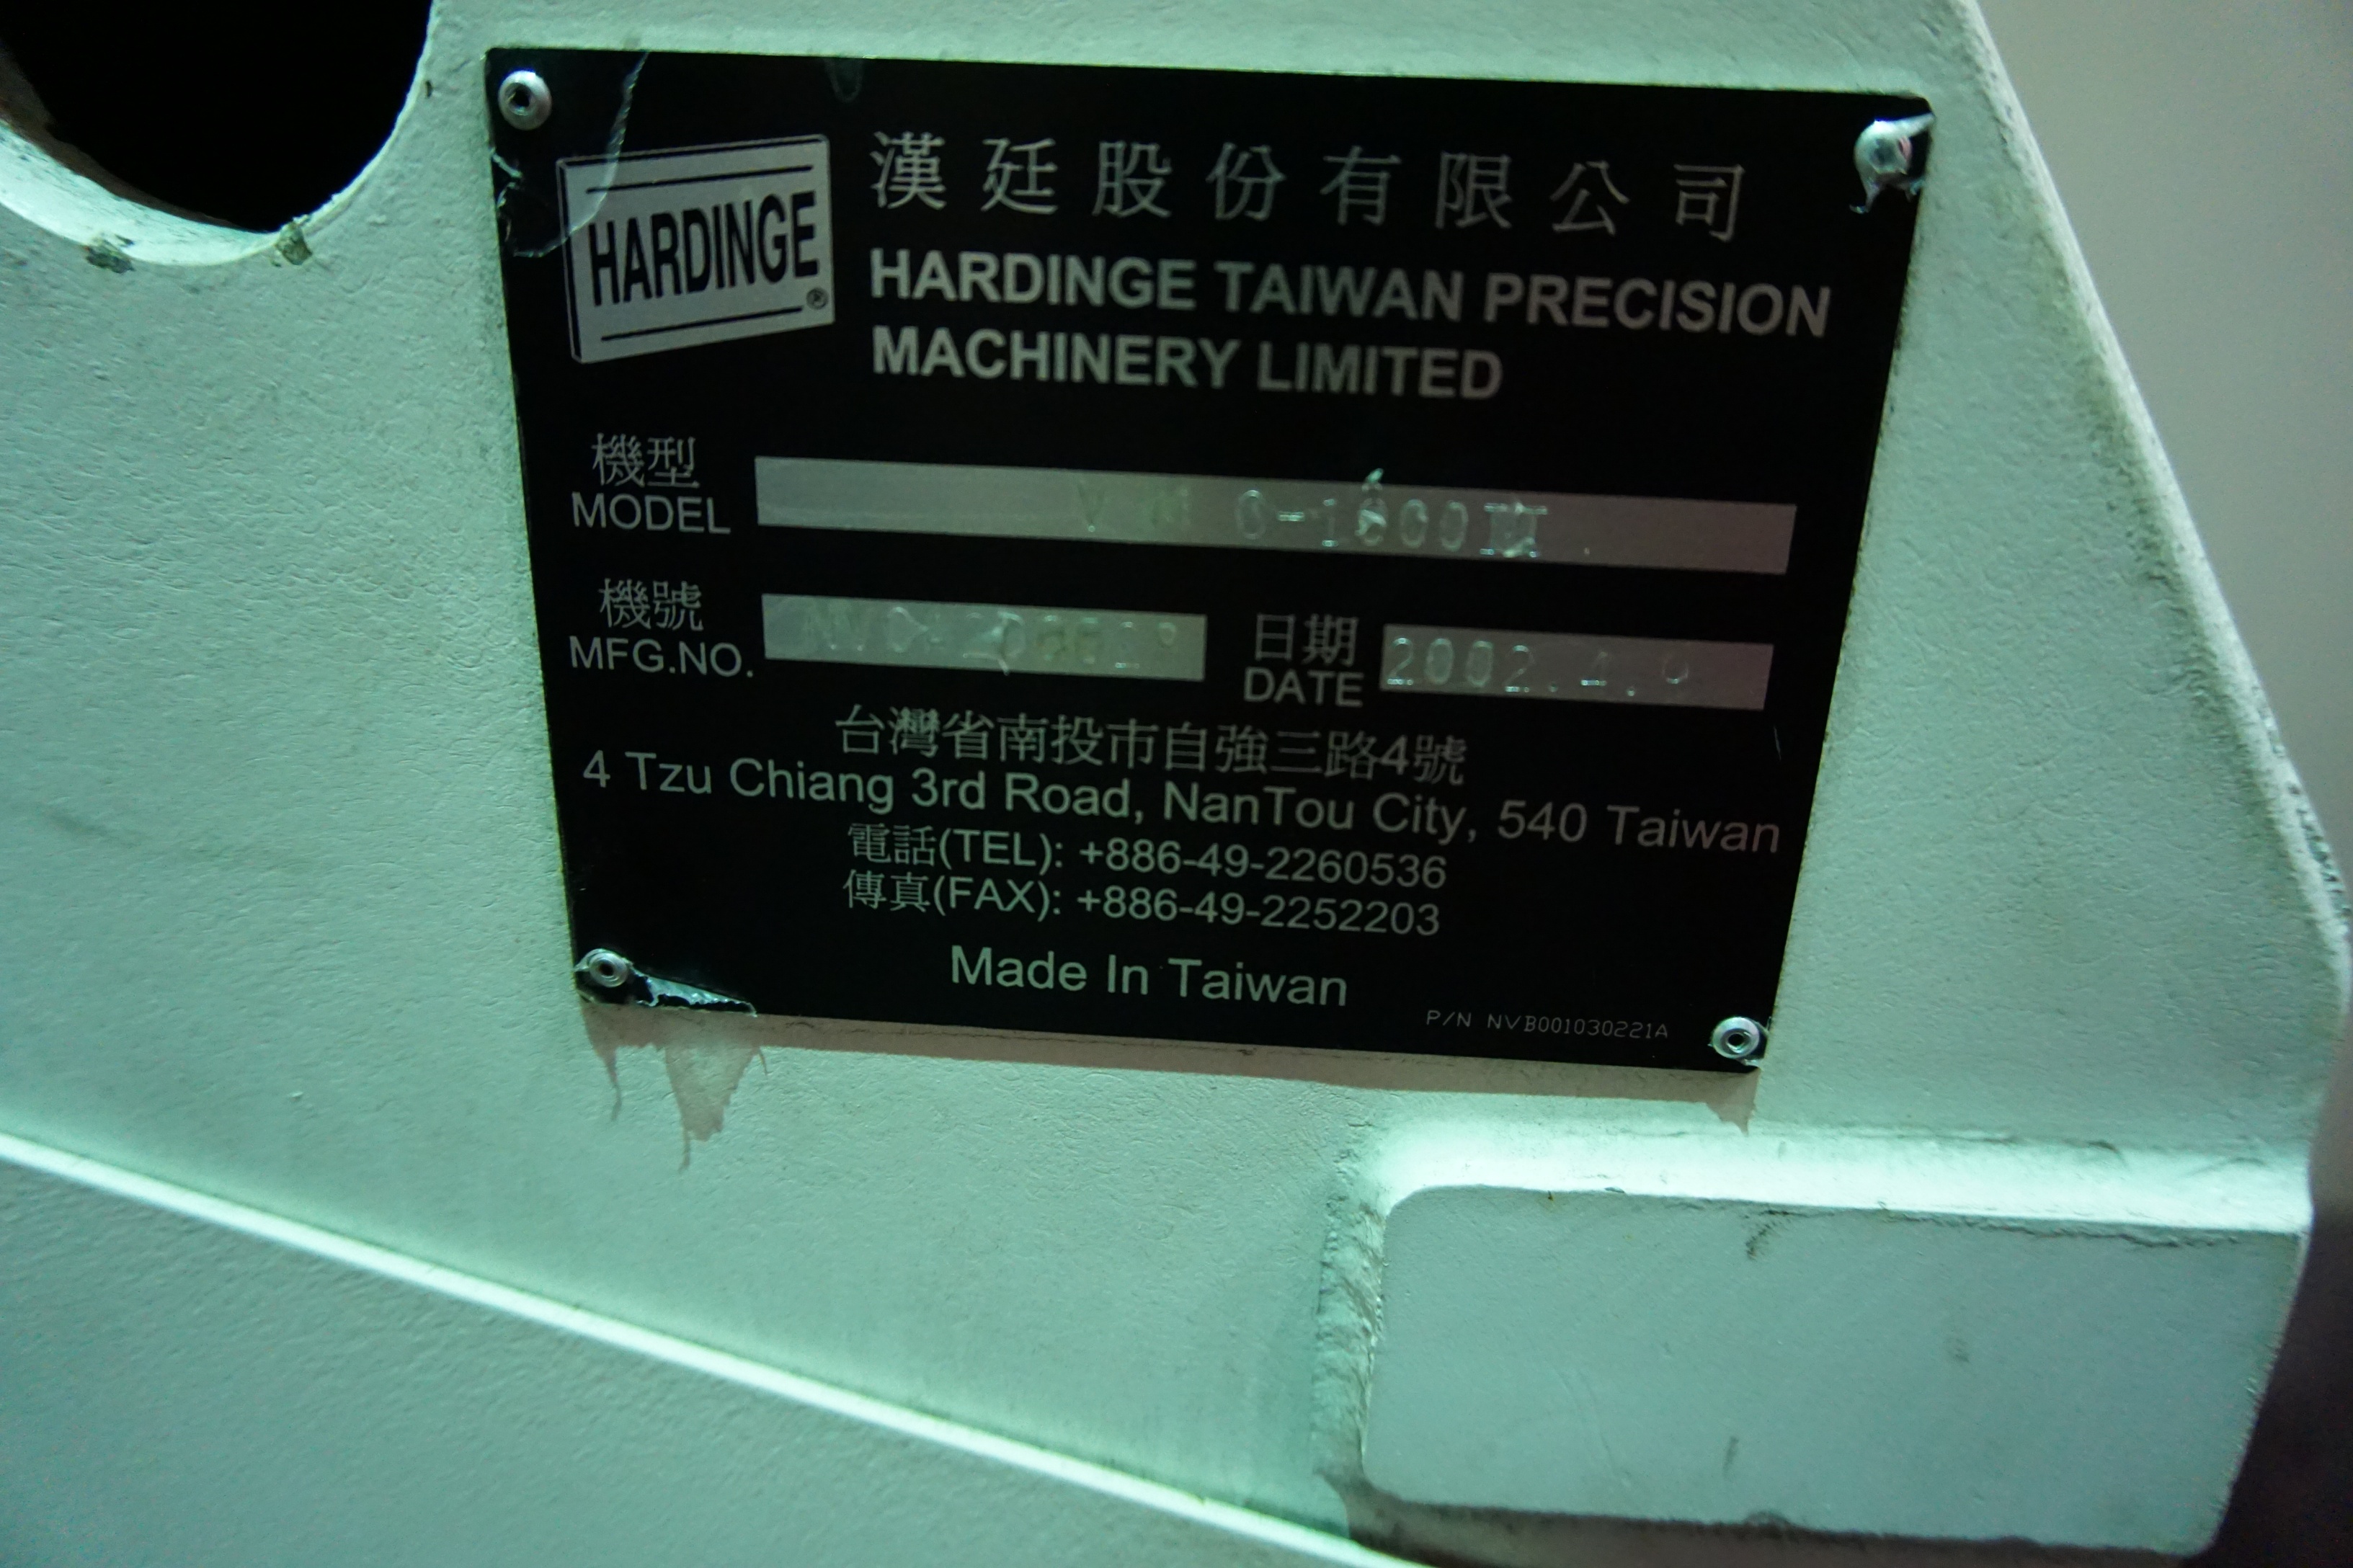 HARDINGE®
漢廷股份有限公司
HARDINGE TAIWAN PRECISION
MACHINERY LIMITED
機型
MODEL
機號
MFG.NO.
日期
DATE 2002.4.9
台灣省南投市自強三路4號
4 Tzu Chiang 3rd Road, NanTou City, 540 Taiwan
電話(TEL): +886-49-2260536
傳真(FAX): +886-49-2252203
Made In Taiwan
P/N NVB001030221A